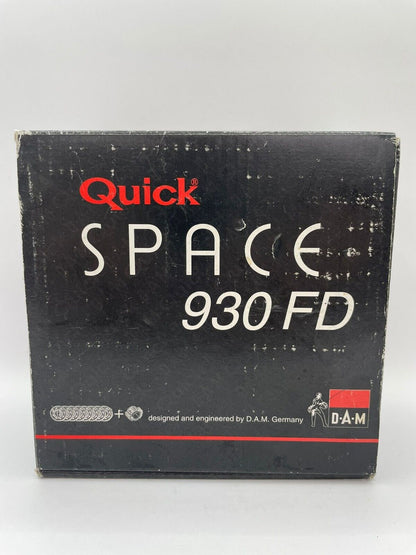 Quick®
SPACE
930 FD
+
designed and engineered by D.A.M. Germany
D·A·M